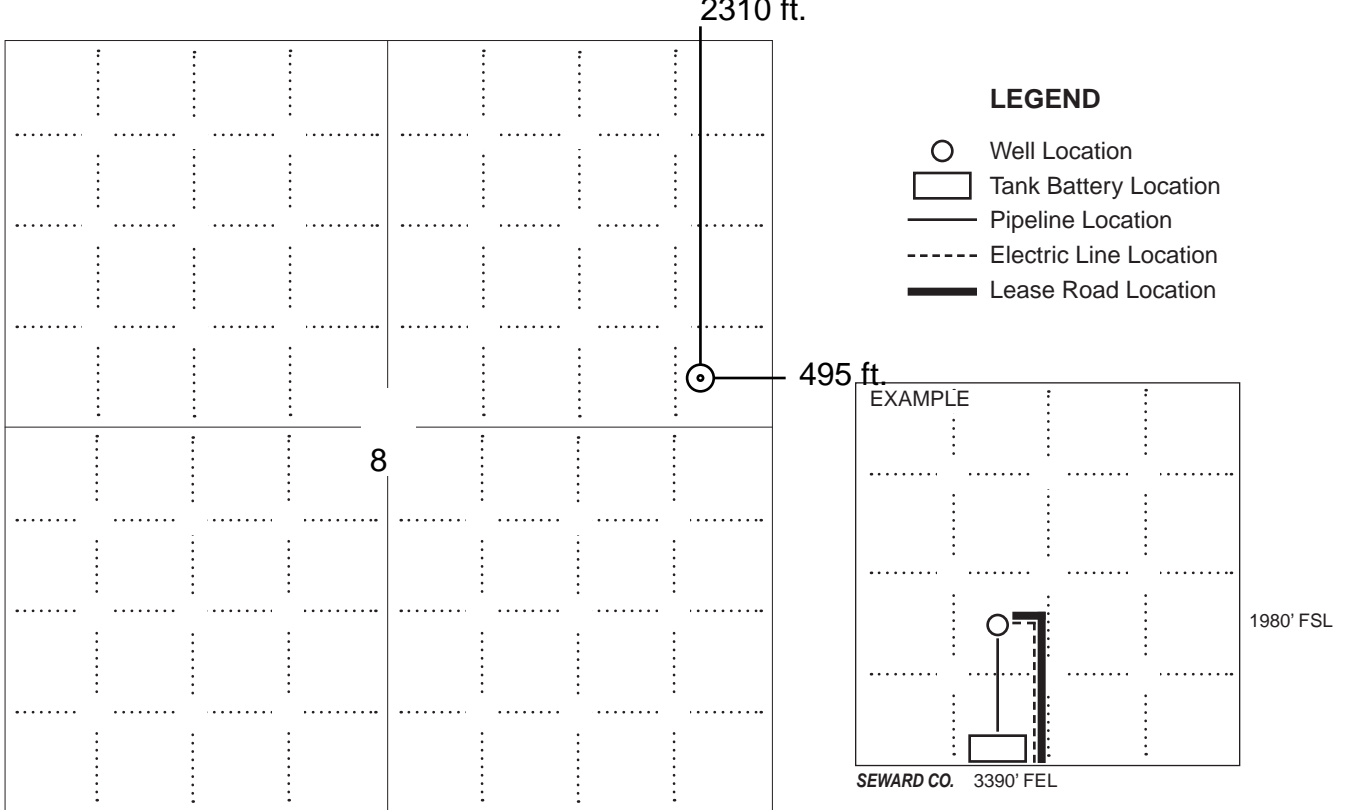 2310 ft.
LEGEND
Well Location
Tank Battery Location
Pipeline Location
Electric Line Location
Lease Road Location
495 ft.
EXAMPLE
8
1980' FSL
SEWARD CO. 3390' FEL